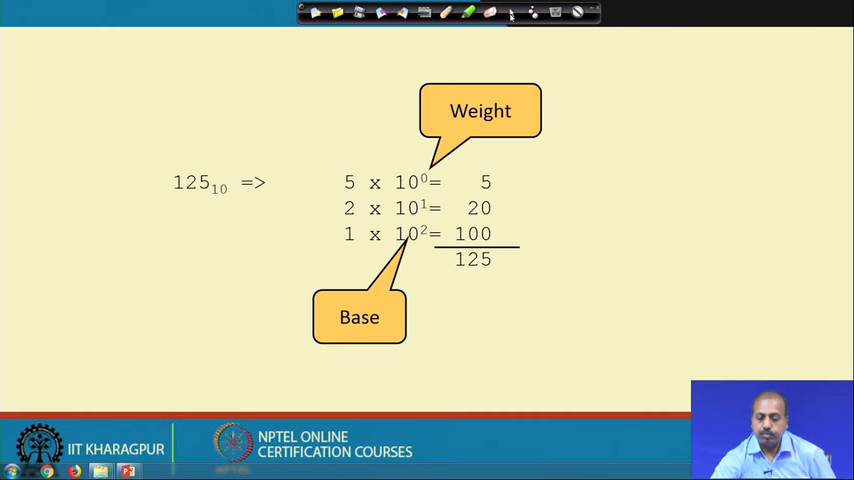 Weight
125₁₀ => 5 x 10⁰= 5
2 x 10¹= 20
1 x 10²= 100
125
Base
IIT KHARAGPUR
NPTEL ONLINE
CERTIFICATION COURSES
NPTEL